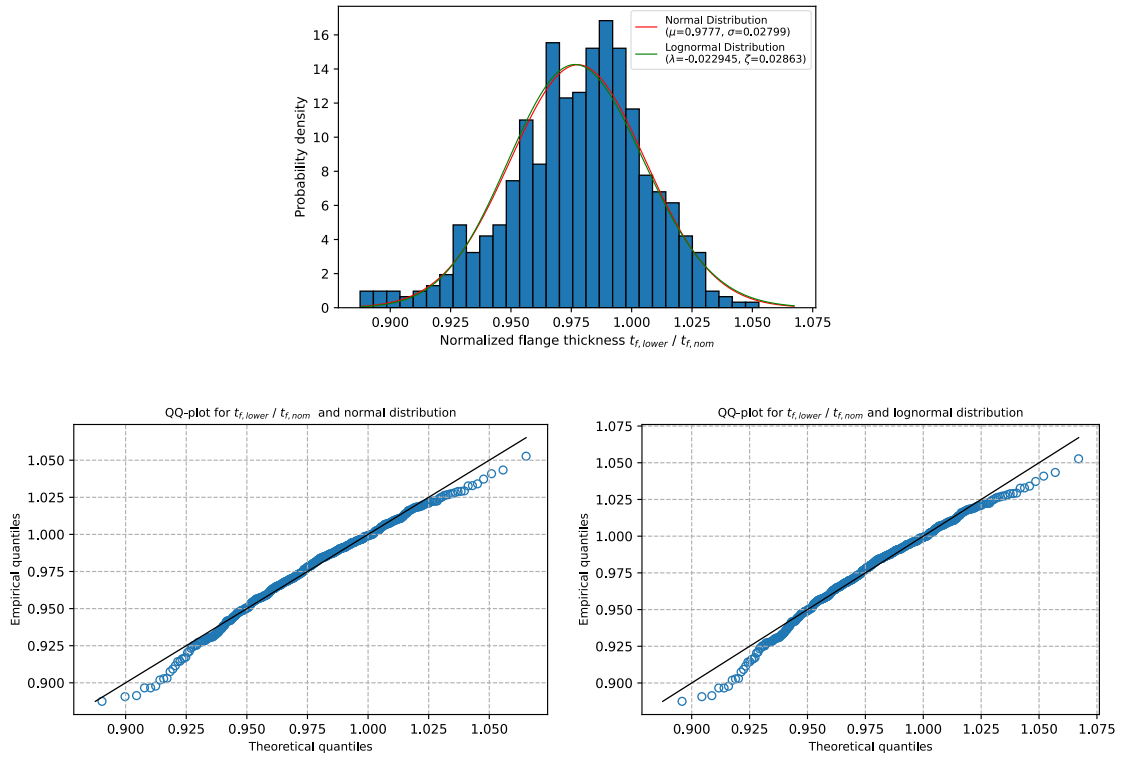 Normal Distribution
(μ=0.9777, σ=0.02799)
Lognormal Distribution
(λ=-0.022945, ζ=0.02863)
Probability density
16
14
12
10
8
6
4
2
0
0.900 0.925 0.950 0.975 1.000 1.025 1.050 1.075
Normalized flange thickness t_f,lower / t_f,nom
QQ-plot for t_f,lower / t_f,nom and normal distribution
Empirical quantiles
1.050
1.025
1.000
0.975
0.950
0.925
0.900
0.900 0.925 0.950 0.975 1.000 1.025 1.050
Theoretical quantiles
QQ-plot for t_f,lower / t_f,nom and lognormal distribution
Empirical quantiles
1.075
1.050
1.025
1.000
0.975
0.950
0.925
0.900
0.900 0.925 0.950 0.975 1.000 1.025 1.050 1.075
Theoretical quantiles